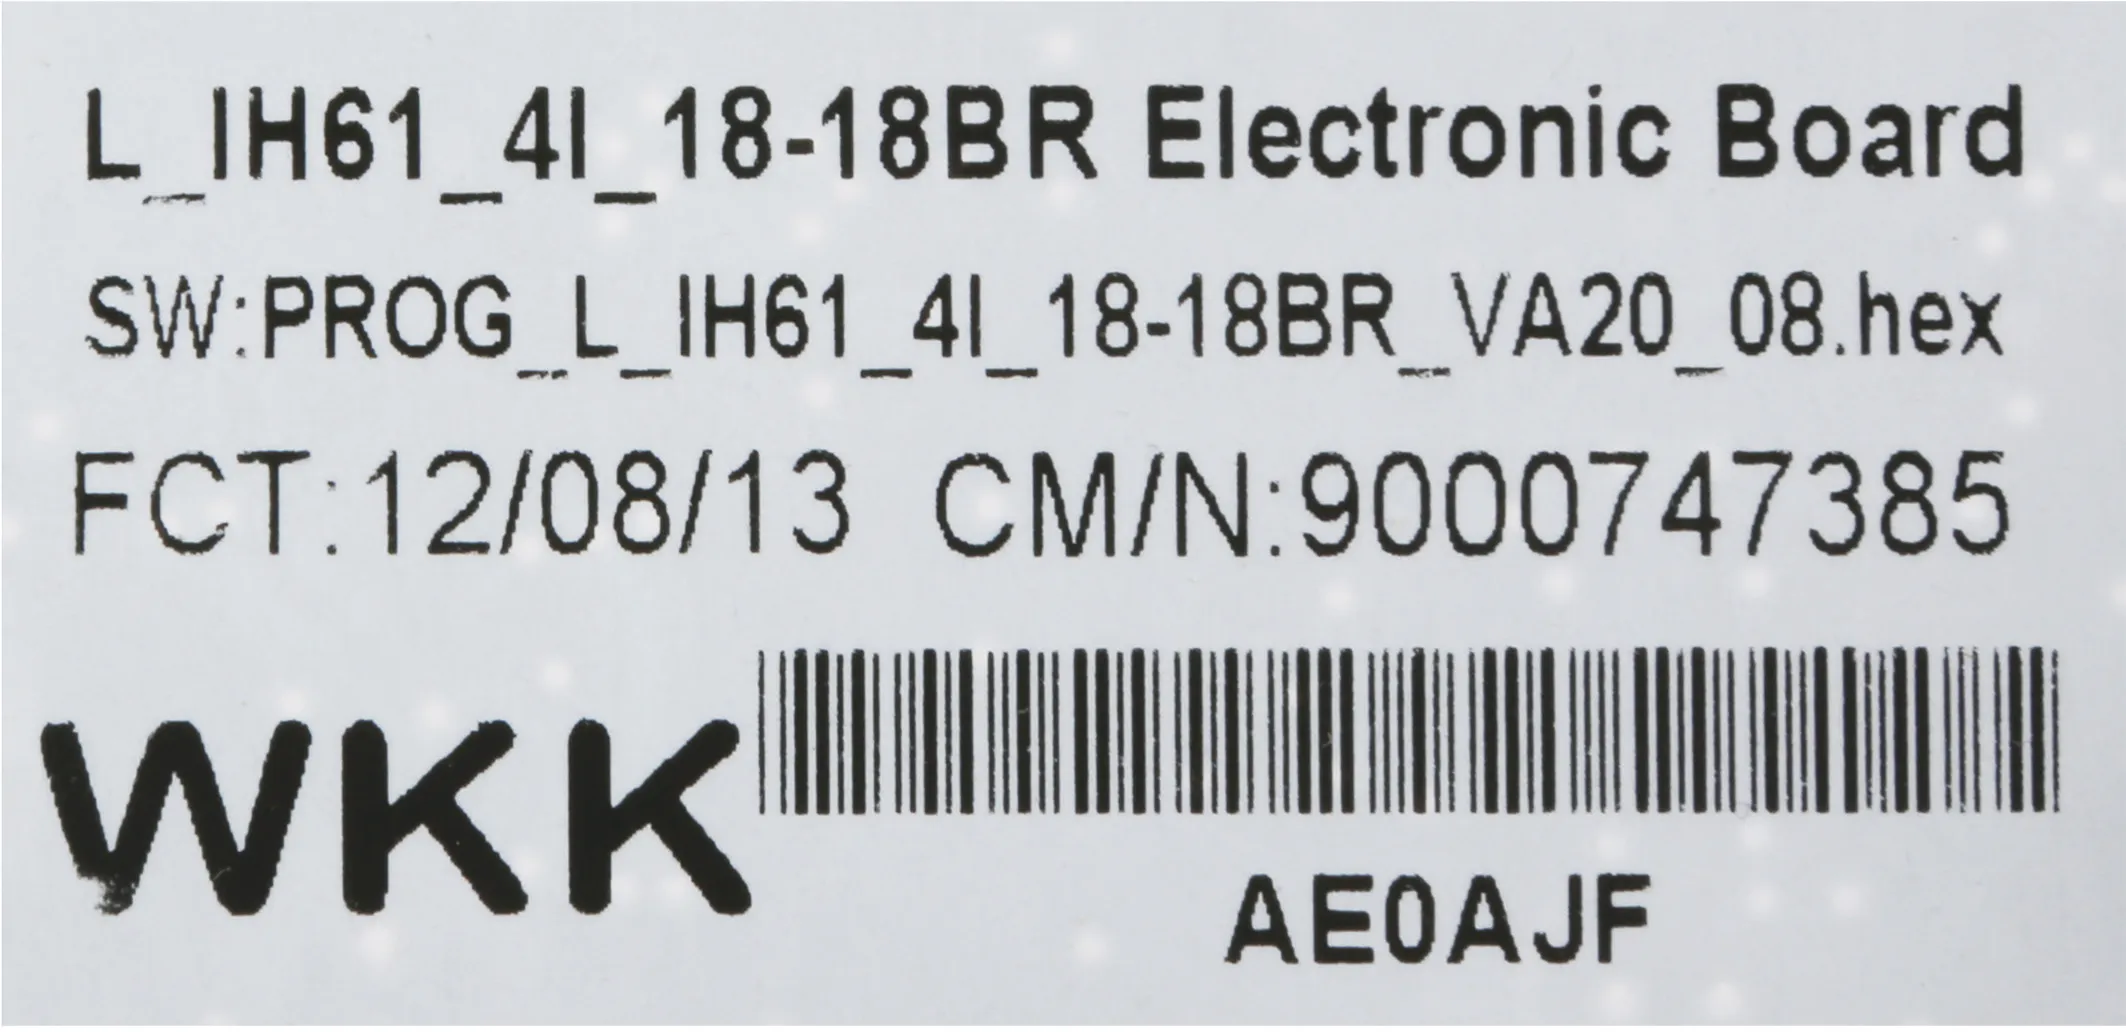 L_IH61_4I_18-18BR Electronic Board
SW:PROG_L_IH61_4I_18-18BR_VA20_08.hex
FCT:12/08/13 CM/N:9000747385
WKK
AE0AJF